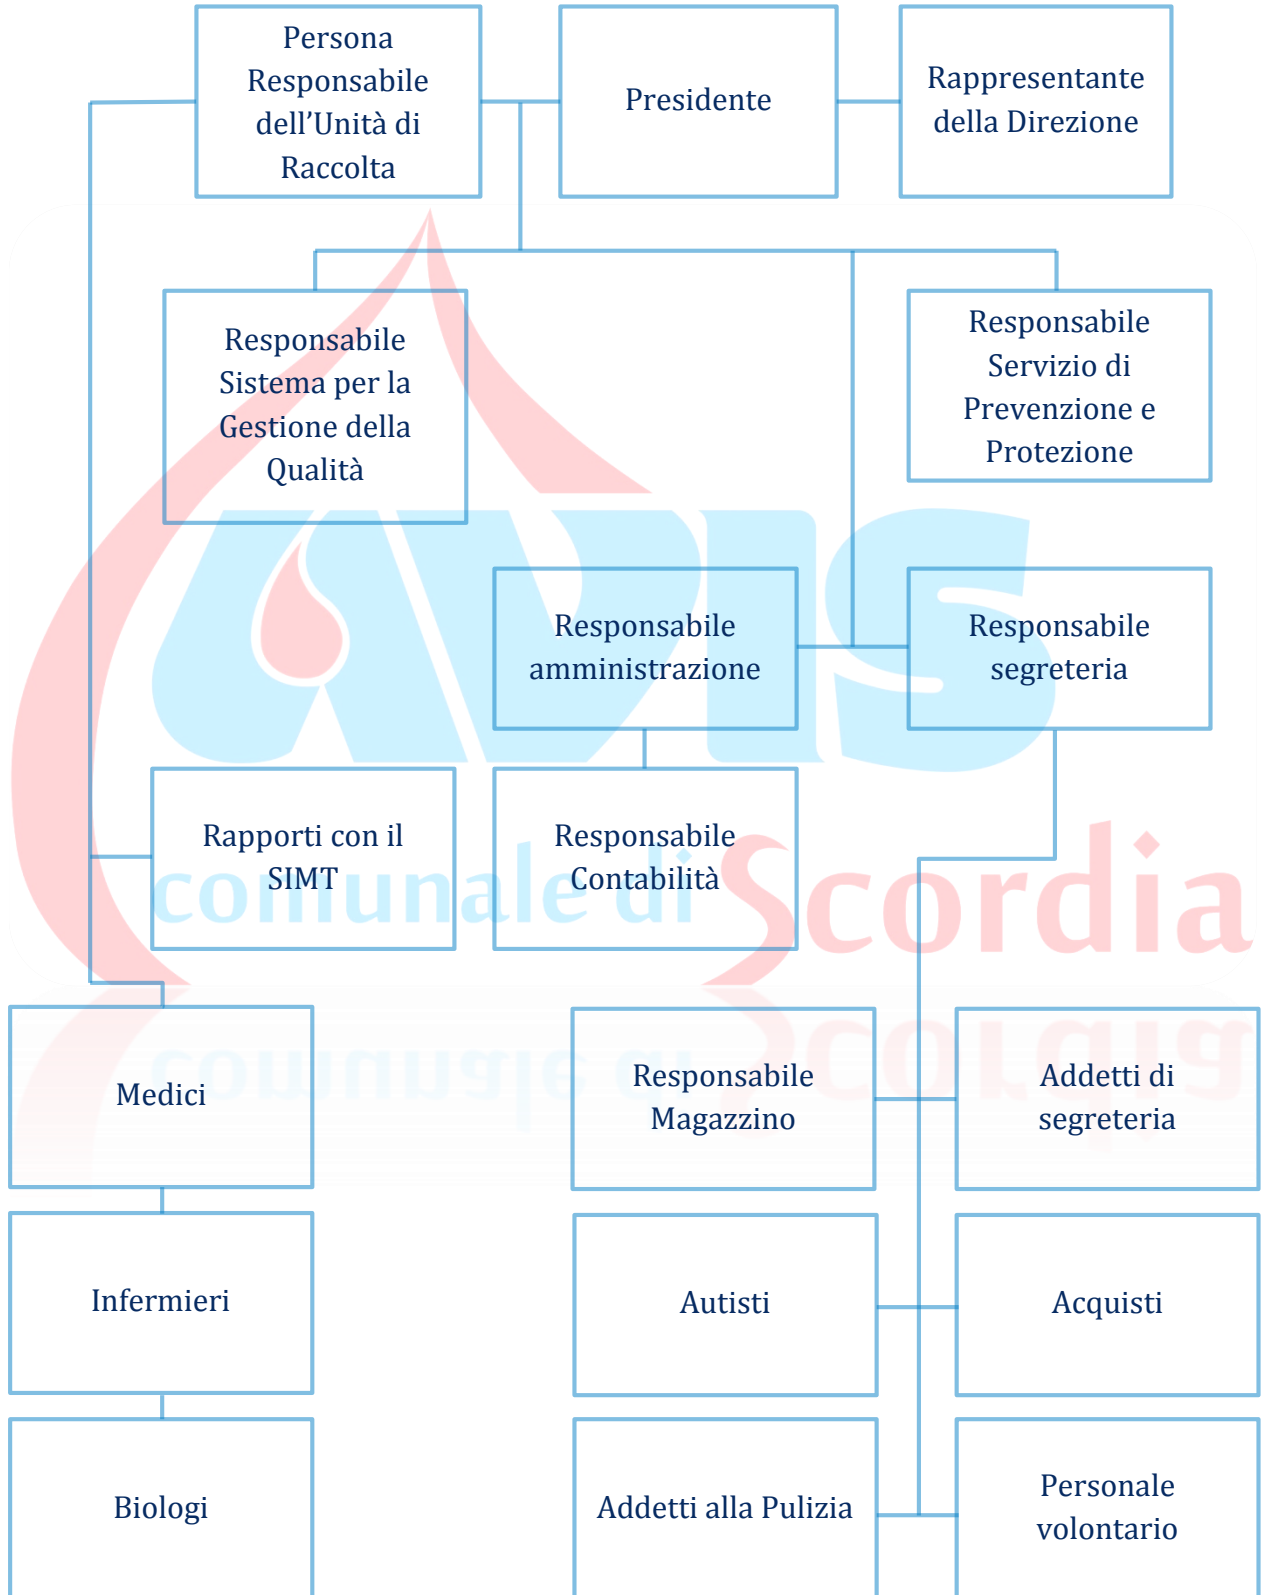 Persona
Responsabile
dell’Unità di
Raccolta
Presidente
Rappresentante
della Direzione
Responsabile
Sistema per la
Gestione della
Qualità
Responsabile
Servizio di
Prevenzione e
Protezione
AVIS
Responsabile
amministrazione
Responsabile
segreteria
Rapporti con il
SIMT
Responsabile
Contabilità
comunale di Scordia
Medici
Responsabile
Magazzino
Addetti di
segreteria
Infermieri
Autisti
Acquisti
Biologi
Addetti alla Pulizia
Personale
volontario